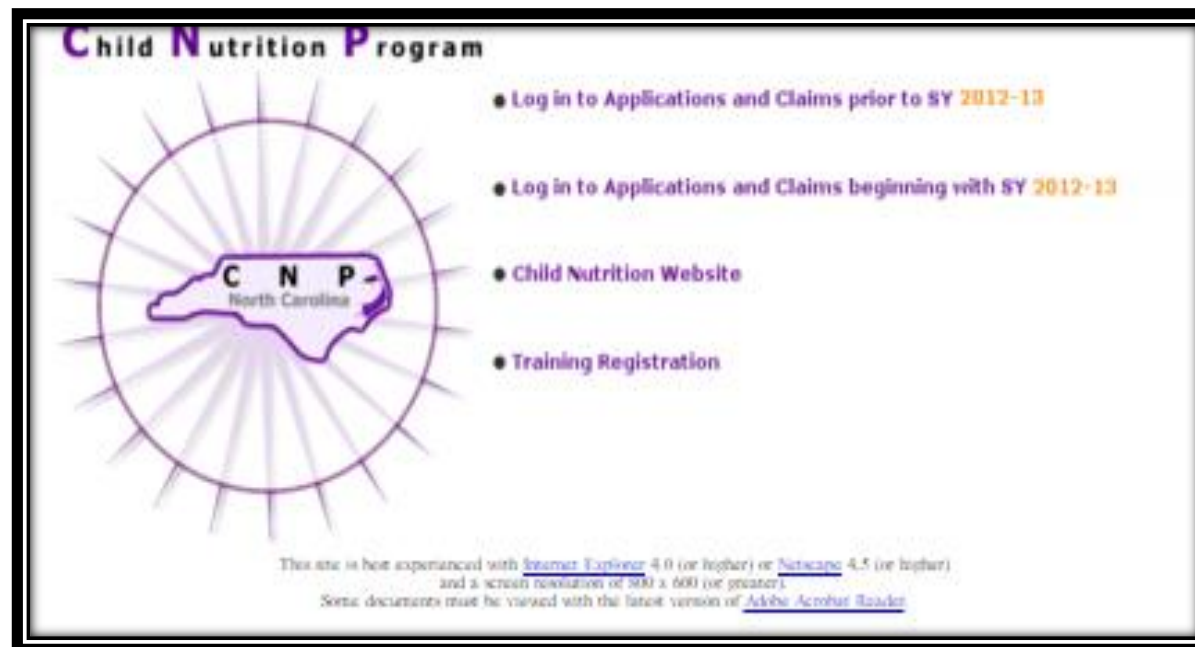 Child Nutrition Program
Log in to Applications and Claims prior to SY 2012-13
Log in to Applications and Claims beginning with SY 2012-13
C N P
North Carolina
Child Nutrition Website
Training Registration
This site is best experienced with Internet Explorer 4.0 (or higher) or Netscape 4.5 (or higher)
and a screen resolution of 800 x 600 (or greater).
Some documents must be viewed with the latest version of Adobe Acrobat Reader